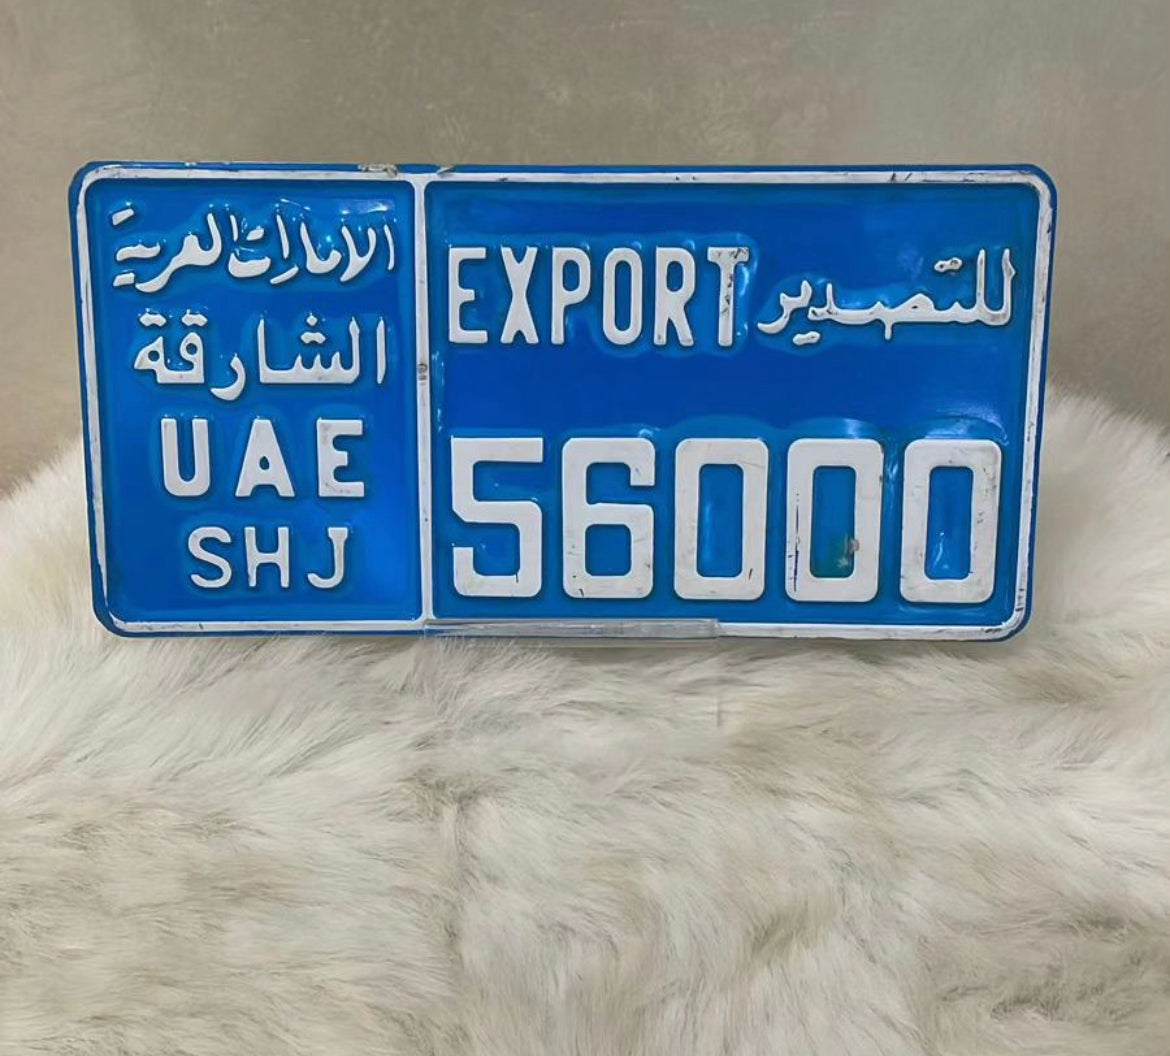 الامارات العربية
الشارقة
UAE
SHJ
EXPORT للتصدير
56000